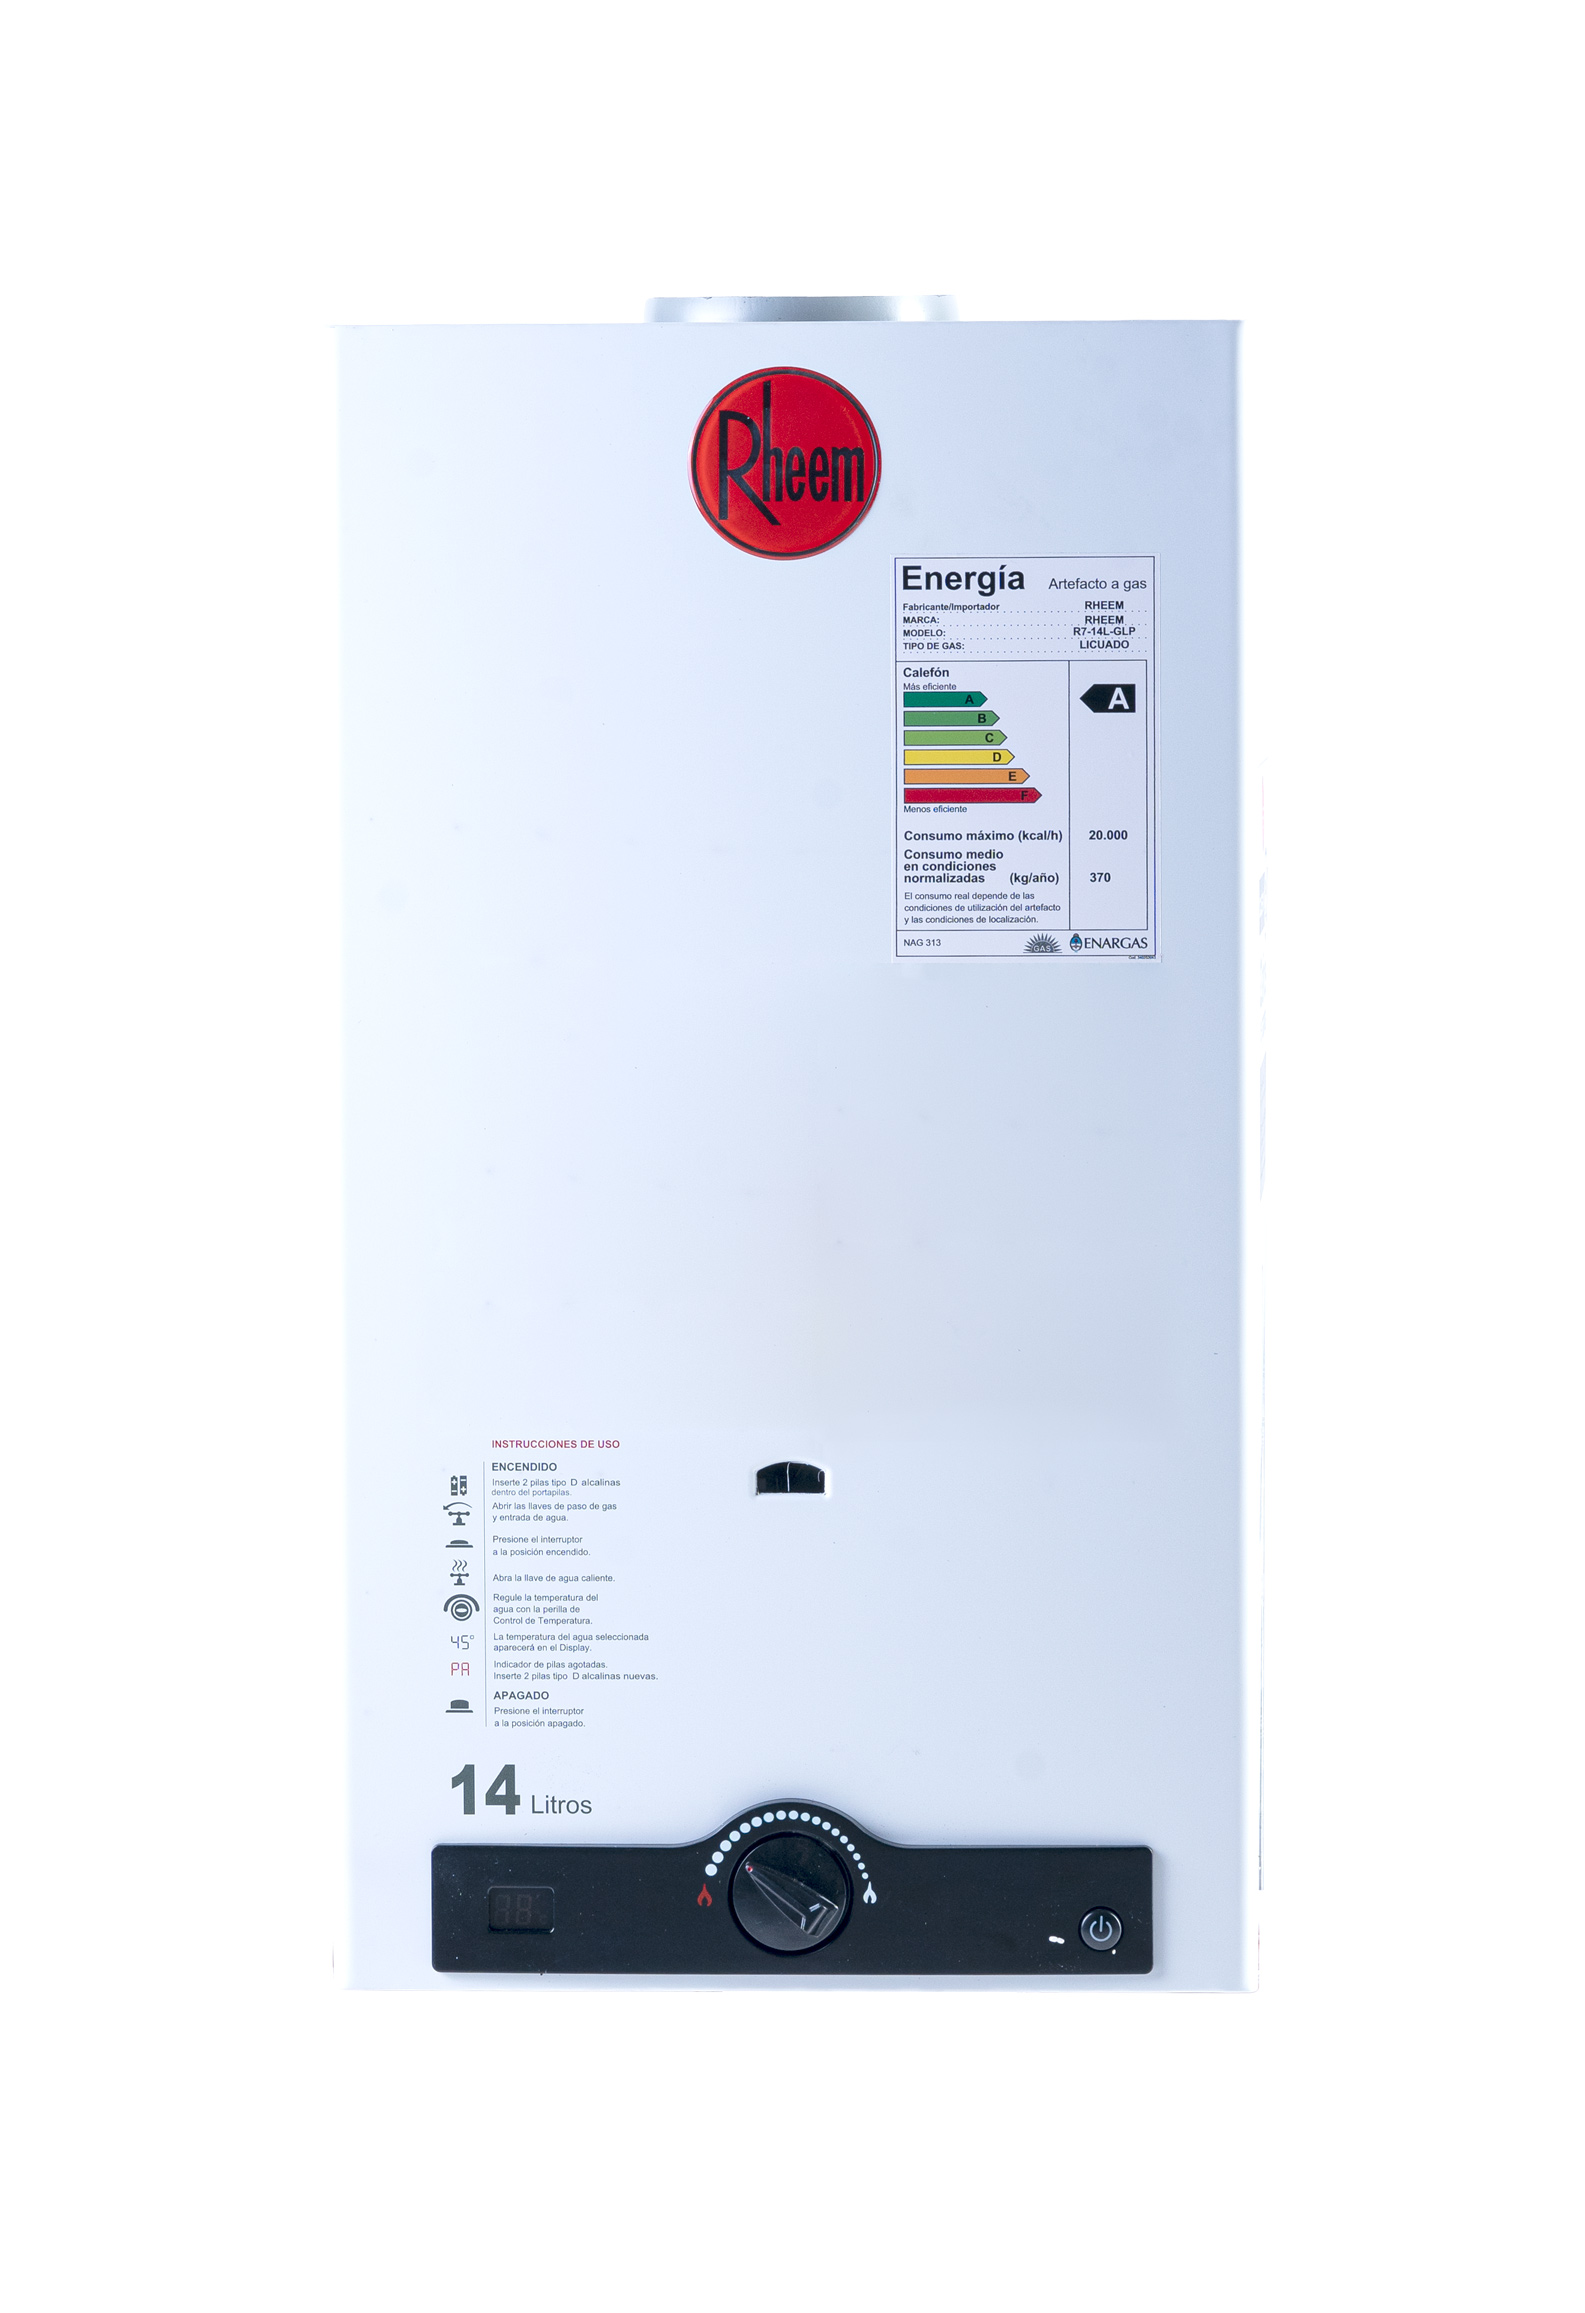 Rheem
Energía Artefacto a gas
Fabricante/Importador RHEEM
MARCA: RHEEM
MODELO: R7-14L-GLP
TIPO DE GAS: LICUADO
Calefón
Más eficiente
A A
B
C
D
E
F
Menos eficiente
Consumo máximo (kcal/h) 20.000
Consumo medio
en condiciones
normalizadas (kg/año) 370
El consumo real depende de las
condiciones de utilización del artefacto
y las condiciones de localización.
NAG 313 GAS ENARGAS
INSTRUCCIONES DE USO
ENCENDIDO
Inserte 2 pilas tipo D alcalinas
dentro del portapilas.
Abrir las llaves de paso de gas
y entrada de agua.
Presione el interruptor
a la posición encendido.
Abra la llave de agua caliente.
Regule la temperatura del
agua con la perilla de
Control de Temperatura.
45° La temperatura del agua seleccionada
aparecerá en el Display.
PA Indicador de pilas agotadas.
Inserte 2 pilas tipo D alcalinas nuevas.
APAGADO
Presione el interruptor
a la posición apagado.
14 Litros